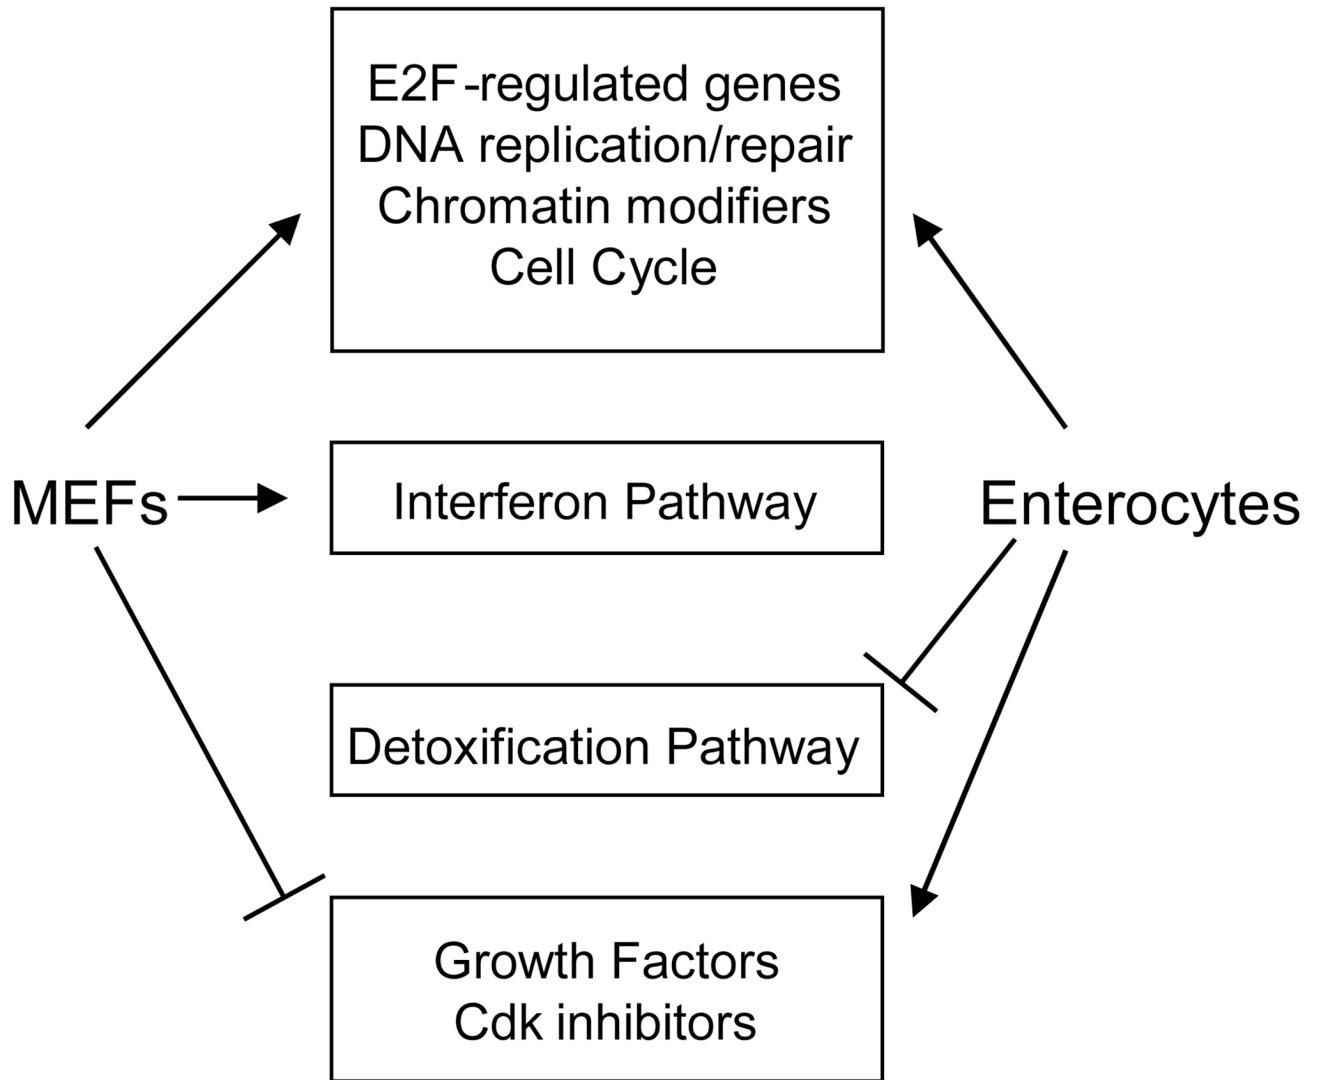 E2F-regulated genes
DNA replication/repair
Chromatin modifiers
Cell Cycle
MEFs
Interferon Pathway
Enterocytes
Detoxification Pathway
Growth Factors
Cdk inhibitors